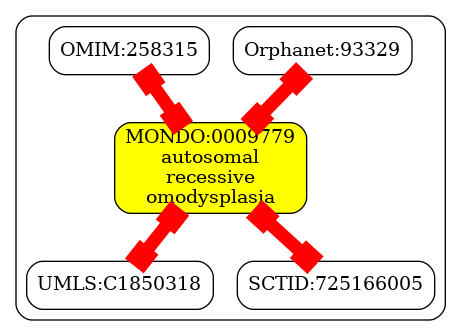 OMIM:258315
Orphanet:93329
MONDO:0009779
autosomal
recessive
omodysplasia
UMLS:C1850318
SCTID:725166005